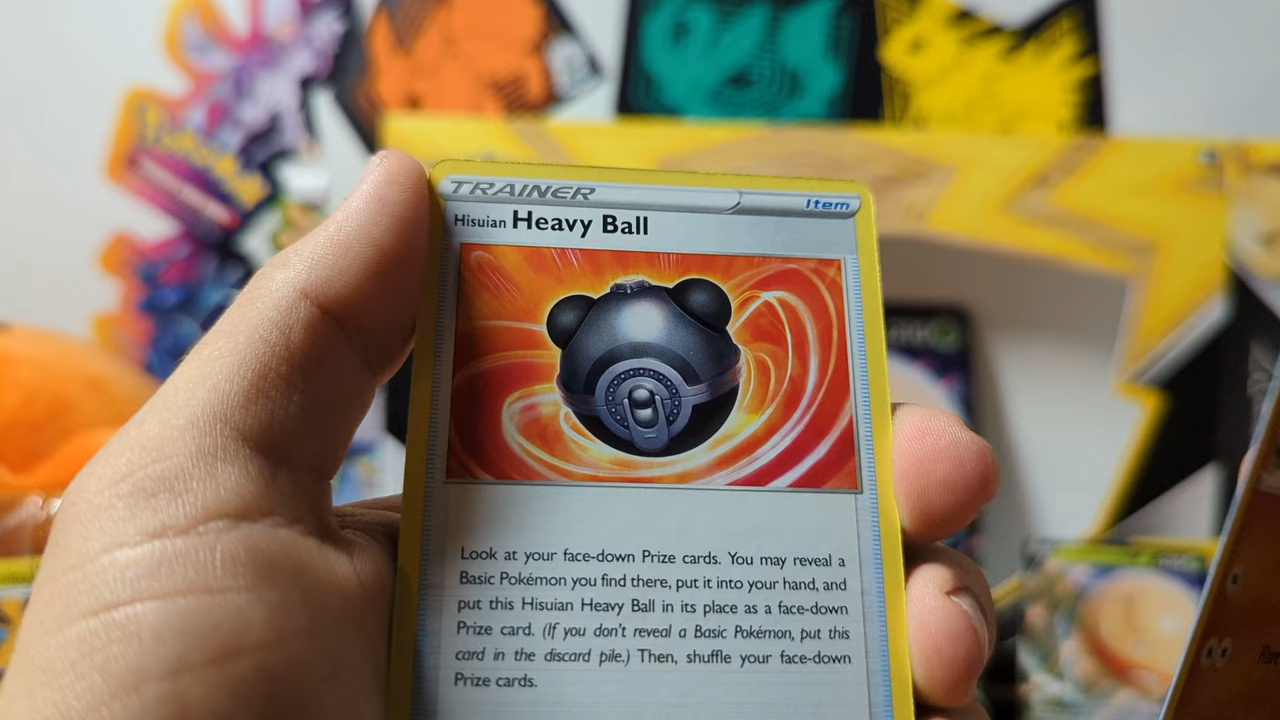 Pokémon
TRAINER
Item
Hisuian Heavy Ball
Look at your face-down Prize cards. You may reveal a
Basic Pokémon you find there, put it into your hand, and
put this Hisuian Heavy Ball in its place as a face-down
Prize card. (If you don't reveal a Basic Pokémon, put this
card in the discard pile.) Then, shuffle your face-down
Prize cards.